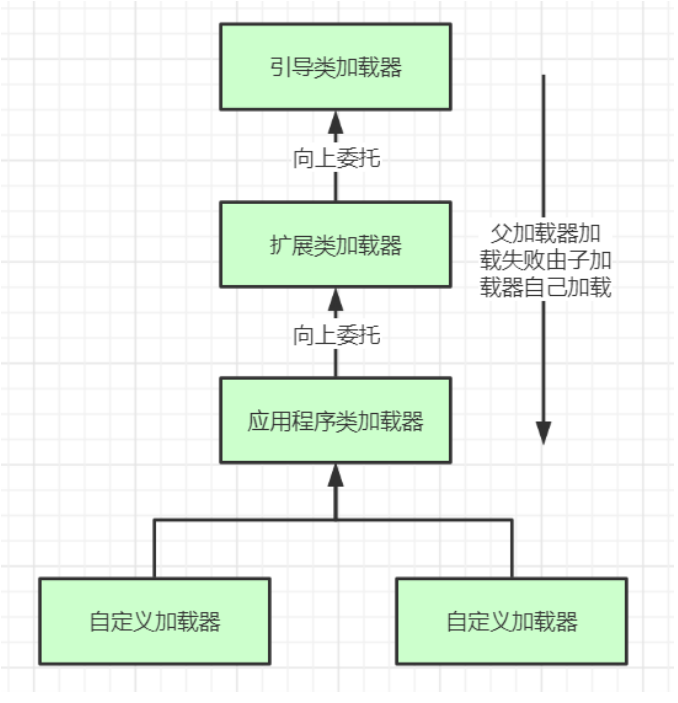 引导类加载器
向上委托
扩展类加载器
父加载器加
载失败由子加
载器自己加载
向上委托
应用程序类加载器
自定义加载器
自定义加载器